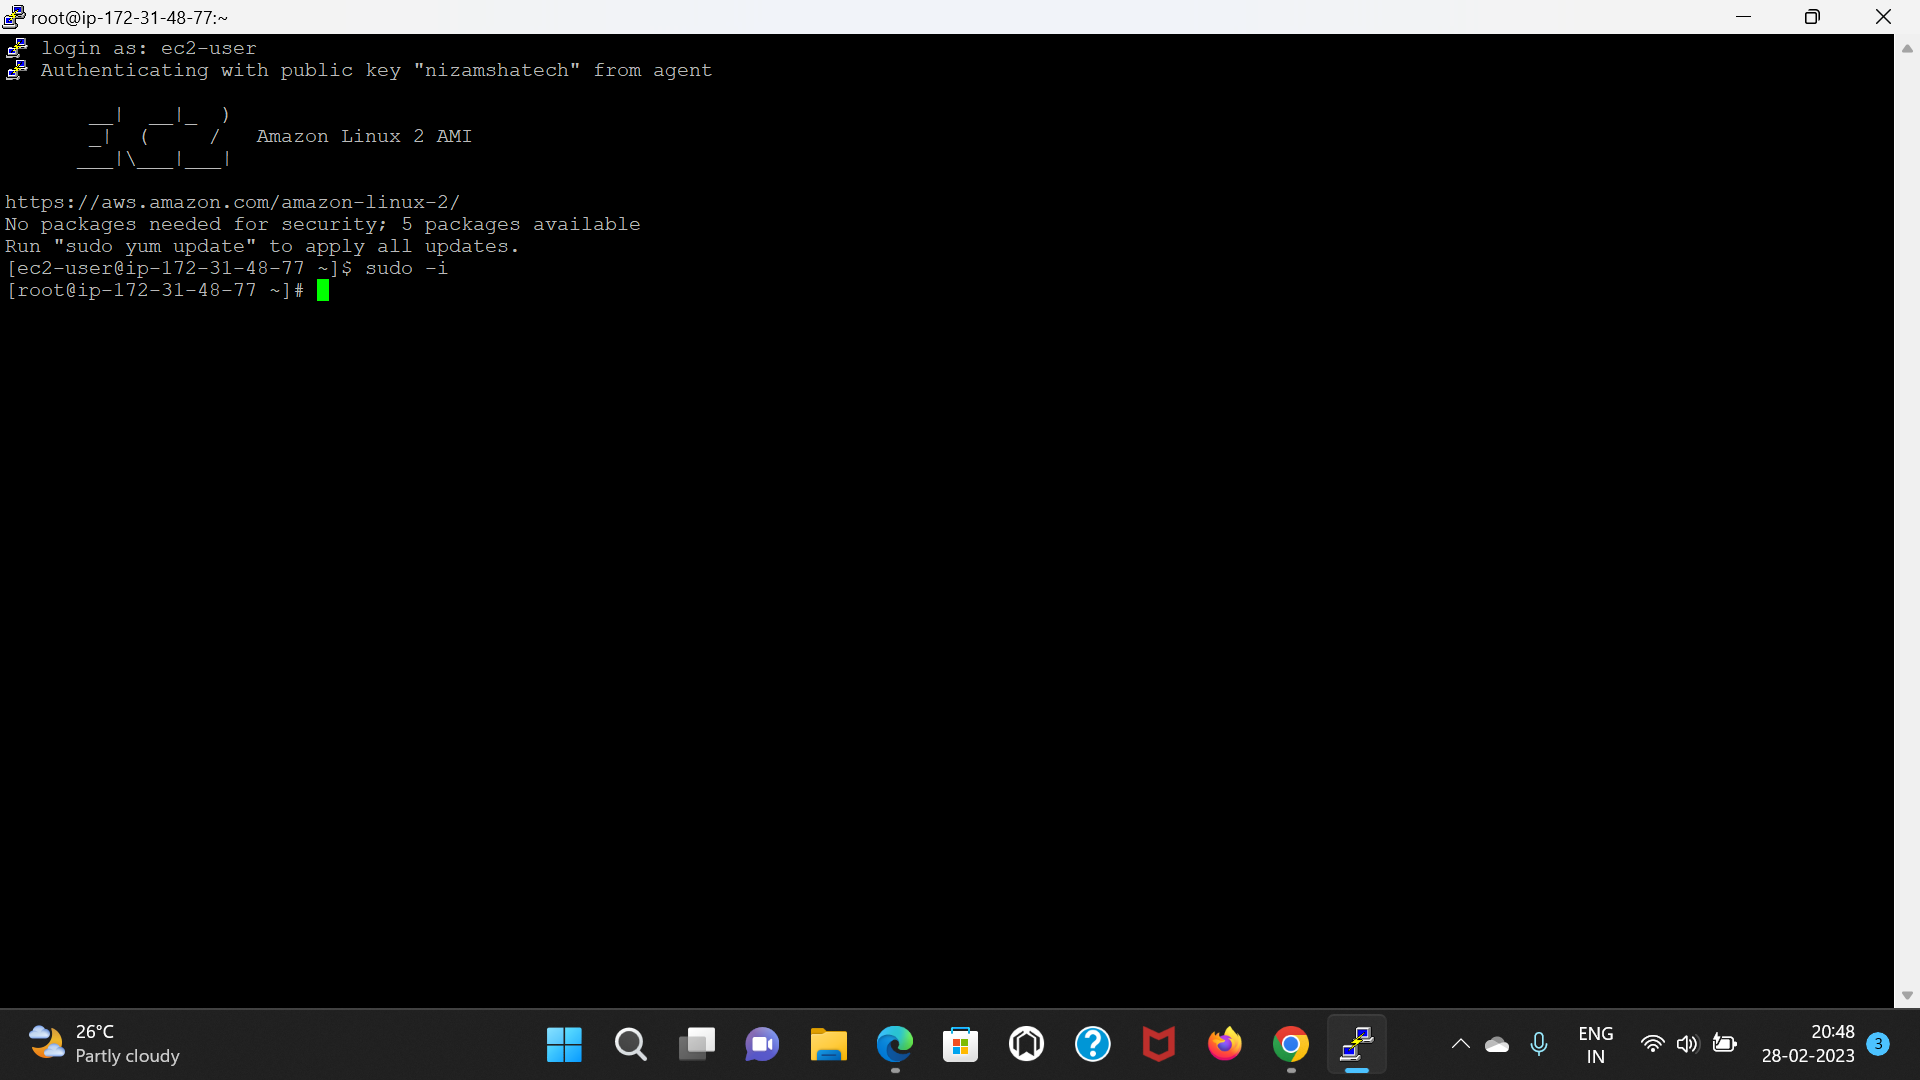 root@ip-172-31-48-77:~
login as: ec2-user
Authenticating with public key "nizamshatech" from agent
__|  __|_  )
_|  (     /   Amazon Linux 2 AMI
___|\___|___|
https://aws.amazon.com/amazon-linux-2/
No packages needed for security; 5 packages available
Run "sudo yum update" to apply all updates.
[ec2-user@ip-172-31-48-77 ~]$ sudo -i
[root@ip-172-31-48-77 ~]#
26°C
Partly cloudy
ENG
IN
20:48
28-02-2023
3